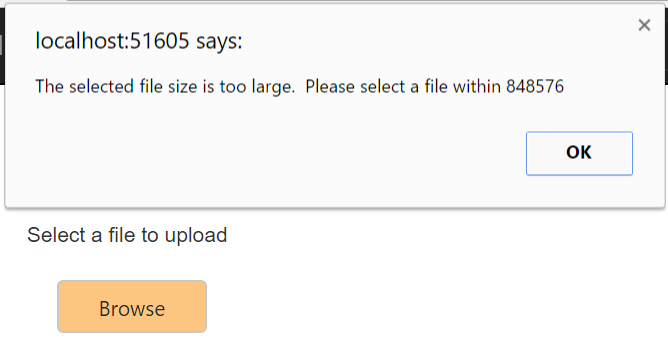 localhost:51605 says:
The selected file size is too large.  Please select a file within 848576
OK
Select a file to upload
Browse